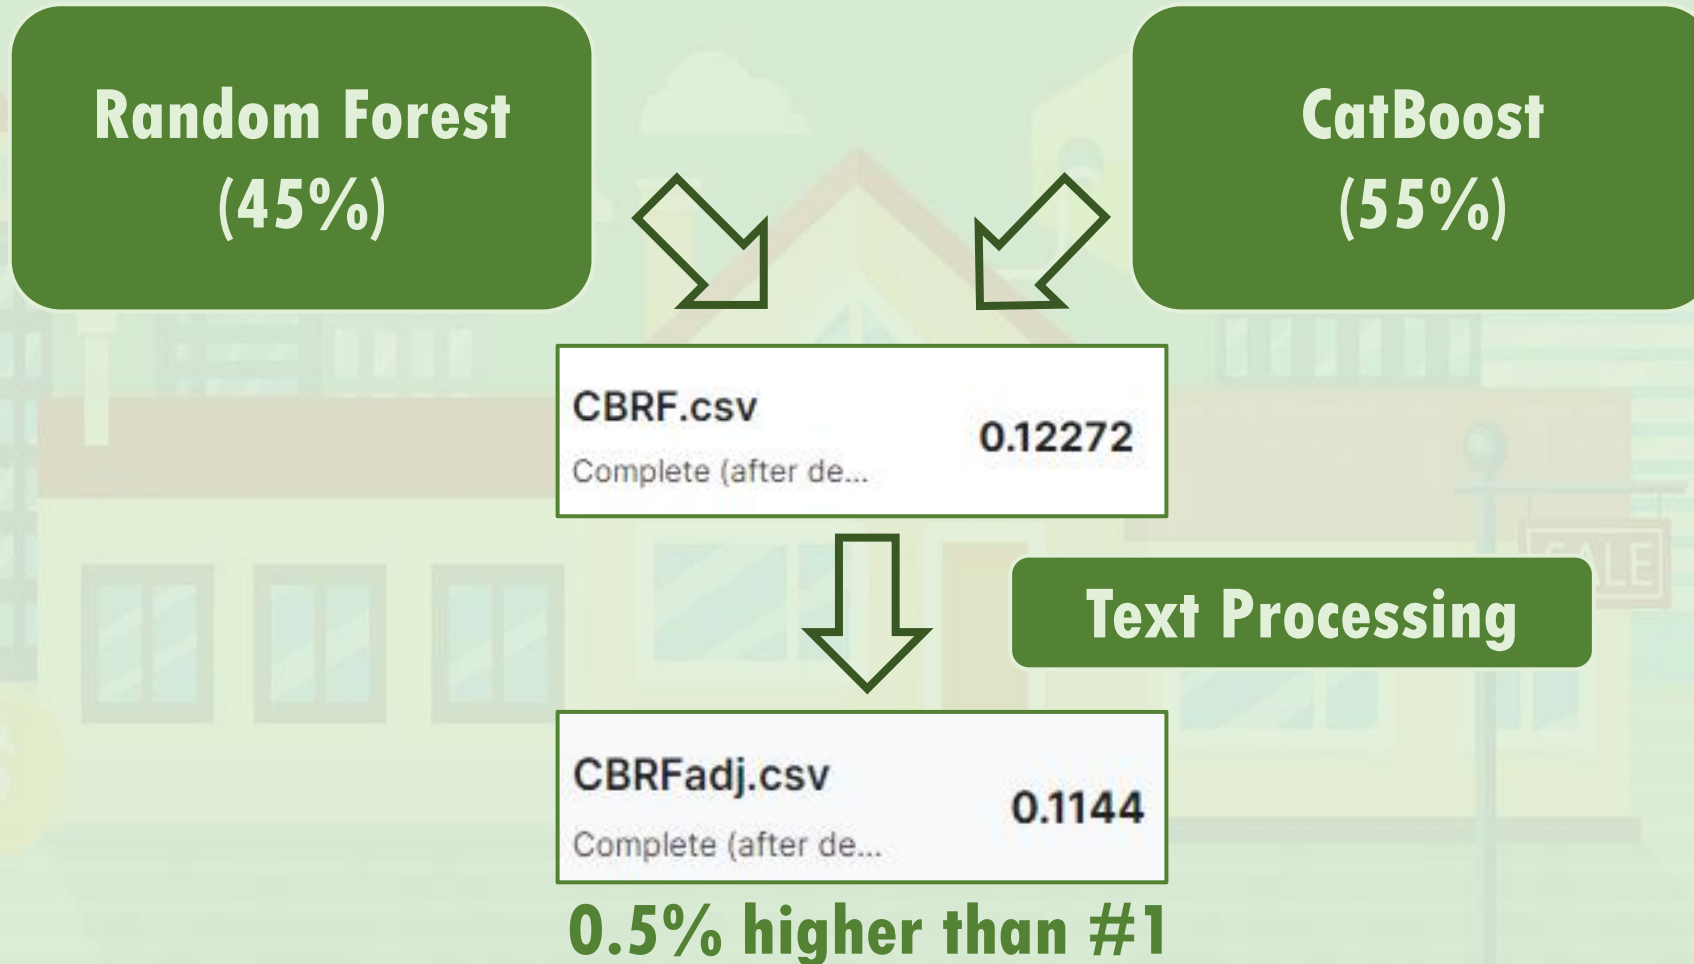 Random Forest
(45%)
CatBoost
(55%)
CBRF.csv
0.12272
Complete (after de...
Text Processing
CBRFadj.csv
0.1144
Complete (after de...
0.5% higher than #1